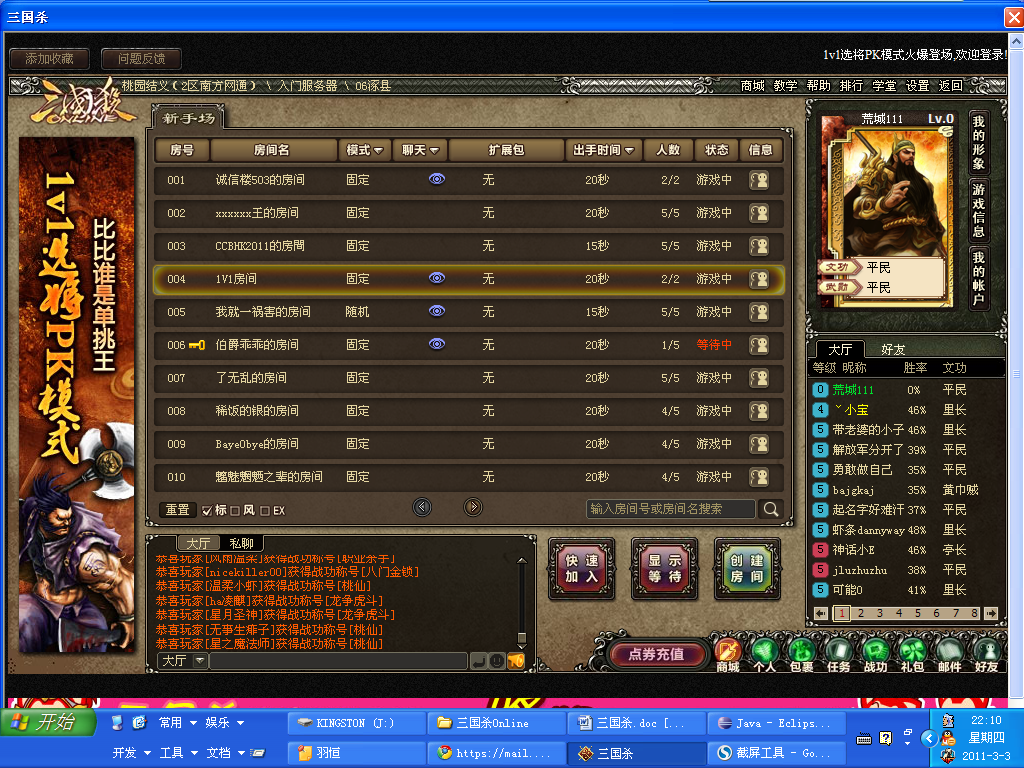 三国杀
添加收藏
问题反馈
1v1选将PK模式火爆登场,欢迎登录!
三国杀
桃园结义(2区南方网通) \ 入门服务器 \ 06涿县
商城 教学 帮助 排行 学堂 设置 返回
新手场
房号 房间名 模式 聊天 扩展包 出手时间 人数 状态 信息
001 诚信楼503的房间 固定 无 20秒 2/2 游戏中
002 xxxxxx王的房间 固定 无 20秒 5/5 游戏中
003 CCBHK2011的房間 固定 无 15秒 5/5 游戏中
004 1V1房间 固定 无 20秒 2/2 游戏中
005 我就一祸害的房间 随机 无 15秒 5/5 游戏中
006 伯爵乖乖的房间 固定 无 20秒 1/5 等待中
007 了无乱的房间 固定 无 20秒 5/5 游戏中
008 稀饭的银的房间 固定 无 20秒 4/5 游戏中
009 BayeObye的房间 固定 无 20秒 4/5 游戏中
010 魑魅魍魉之辈的房间 固定 无 20秒 4/5 游戏中
重置 标 风 EX
输入房间号或房间名搜索
1v1选将PK模式
比比谁是单挑王
荒城111 Lv.0
文功 平民
武勋 平民
我的形象
游戏信息
我的帐户
大厅 好友
等级 昵称 胜率 文功
0 荒城111 0% 平民
4 ˇ小宝 46% 里长
5 带老婆的小子 46% 里长
5 解放军分开了 39% 平民
5 勇敢做自己 35% 平民
5 bajgkaj 35% 黄巾贼
5 起名字好难汗 37% 平民
5 虾条dannyway 48% 里长
5 神话小E 46% 亭长
5 jluzhuzhu 38% 平民
5 可能0 41% 里长
1 2 3 4 5 6 7 8
大厅 私聊
恭喜玩家[风雨温柔]获得战功称号[职业杀手]
恭喜玩家[nicekiller00]获得战功称号[八门金锁]
恭喜玩家[温柔小虾]获得战功称号[桃仙]
恭喜玩家[ha凌麒]获得战功称号[龙争虎斗]
恭喜玩家[星月圣神]获得战功称号[龙争虎斗]
恭喜玩家[无箏生痱子]获得战功称号[桃仙]
恭喜玩家[星之魔法师]获得战功称号[桃仙]
大厅
快速加入
显示等待
创建房间
点券充值
商城 个人 包裹 任务 战功 礼包 邮件 好友
开始
常用 娱乐
KINGSTON (J:)
三国杀Online
三国杀.doc [...
Java - Eclips...
22:10
星期四
2011-3-3
开发 工具 文档
羽恒
https://mail....
三国杀
截屏工具 - Go...